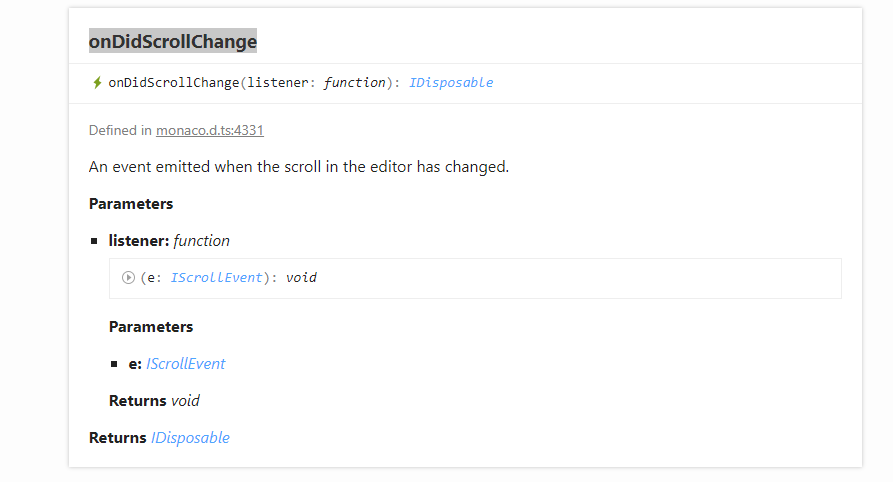 onDidScrollChange
onDidScrollChange(listener: function): IDisposable
Defined in monaco.d.ts:4331
An event emitted when the scroll in the editor has changed.
Parameters
listener: function
(e: IScrollEvent): void
Parameters
e: IScrollEvent
Returns void
Returns IDisposable